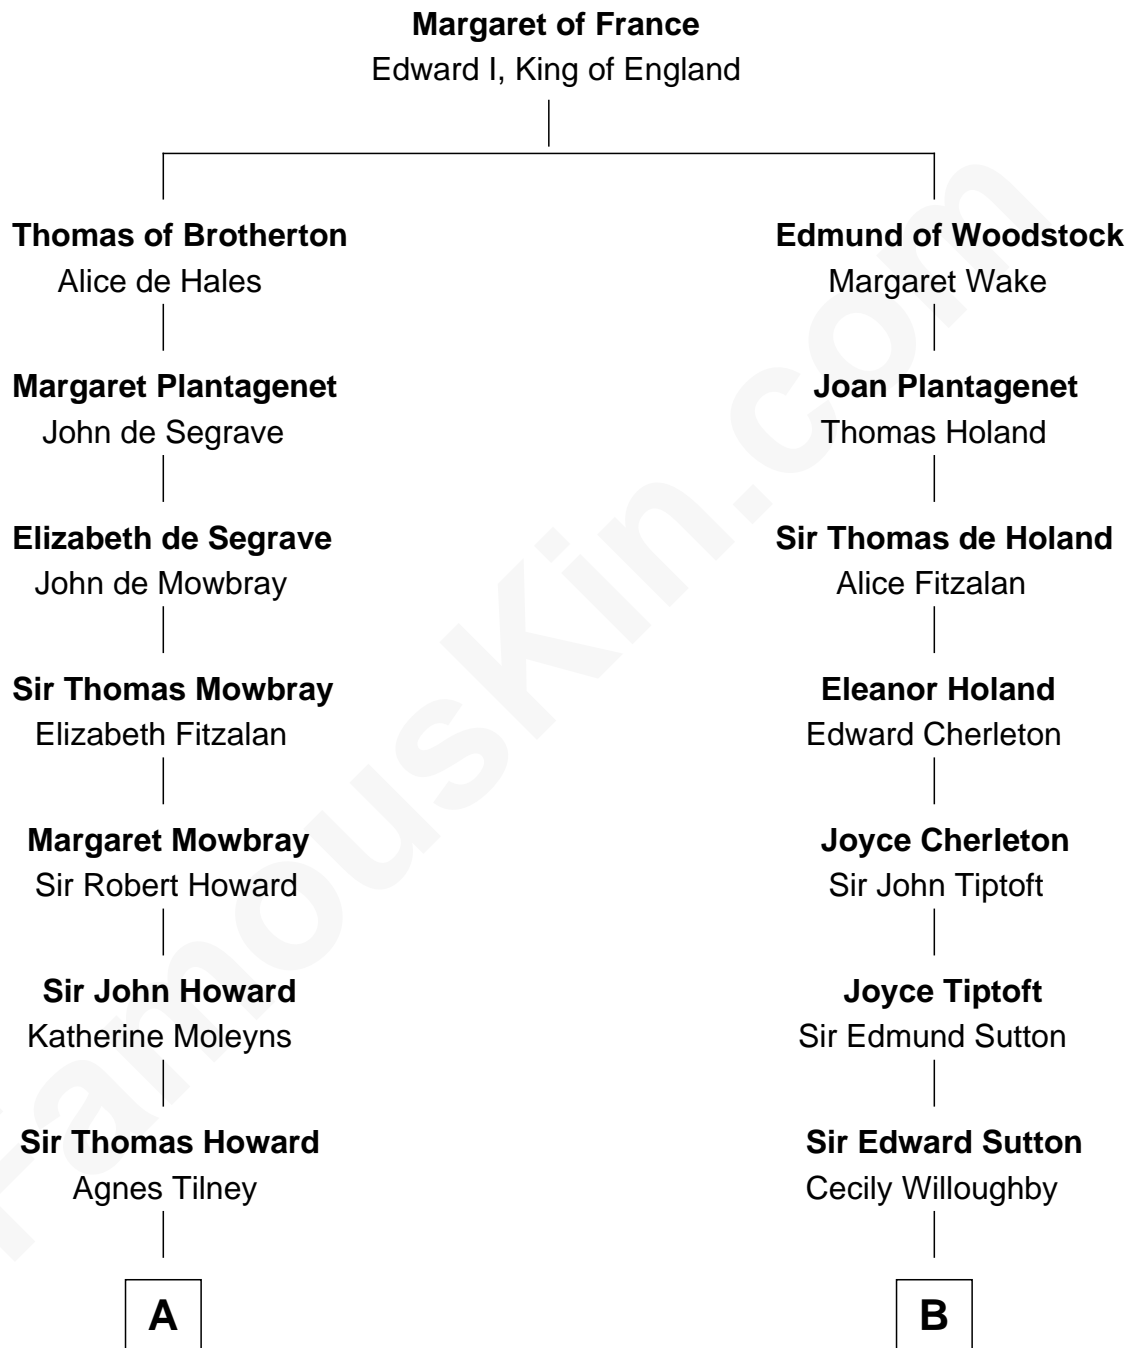 Margaret of France
Edward I, King of England
Thomas of Brotherton
Alice de Hales
Edmund of Woodstock
Margaret Wake
Margaret Plantagenet
John de Segrave
Joan Plantagenet
Thomas Holand
Elizabeth de Segrave
John de Mowbray
Sir Thomas de Holand
Alice Fitzalan
Sir Thomas Mowbray
Elizabeth Fitzalan
Eleanor Holand
Edward Cherleton
Margaret Mowbray
Sir Robert Howard
Joyce Cherleton
Sir John Tiptoft
Sir John Howard
Katherine Moleyns
Joyce Tiptoft
Sir Edmund Sutton
Sir Thomas Howard
Agnes Tilney
Sir Edward Sutton
Cecily Willoughby
A
B
FamousKin.com